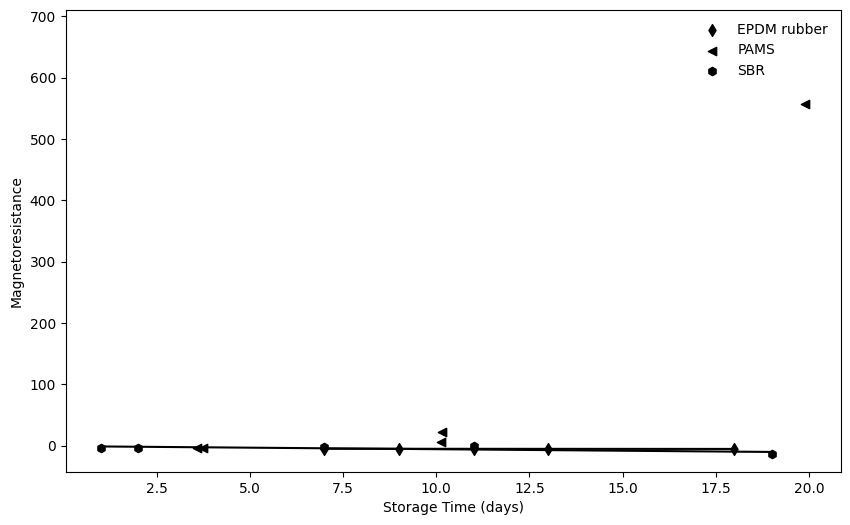 700
600
500
400
300
200
100
0
Magnetoresistance
EPDM rubber
PAMS
SBR
2.5 5.0 7.5 10.0 12.5 15.0 17.5 20.0
Storage Time (days)